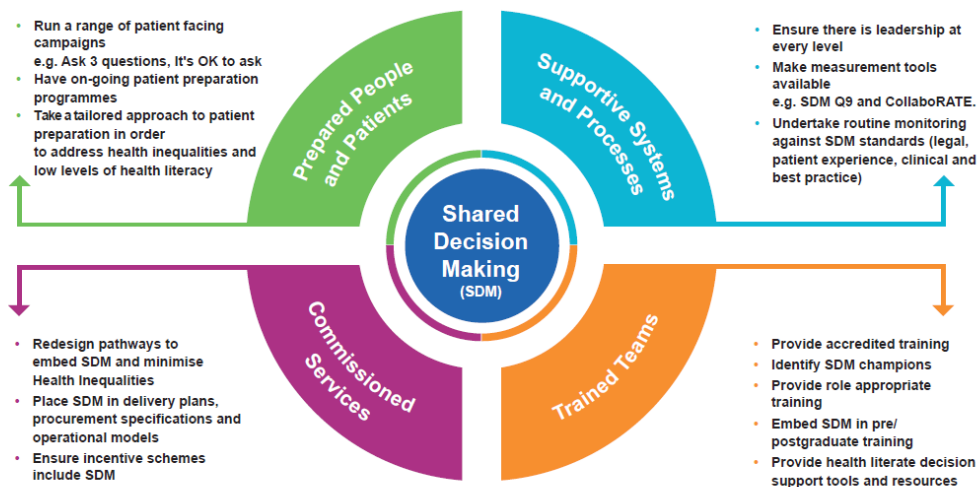 • Run a range of patient facing
campaigns
e.g. Ask 3 questions, It's OK to ask
• Have on-going patient preparation
programmes
• Take a tailored approach to patient
preparation in order
to address health inequalities and
low levels of health literacy
Prepared People
and Patients
Supportive Systems
and Processes
• Ensure there is leadership at
every level
• Make measurement tools
available
e.g. SDM Q9 and CollaboRATE.
• Undertake routine monitoring
against SDM standards (legal,
patient experience, clinical and
best practice)
Shared
Decision
Making
(SDM)
• Redesign pathways to
embed SDM and minimise
Health Inequalities
• Place SDM in delivery plans,
procurement specifications and
operational models
• Ensure incentive schemes
include SDM
Commissioned
Services
Trained Teams
• Provide accredited training
• Identify SDM champions
• Provide role appropriate
training
• Embed SDM in pre/
postgraduate training
• Provide health literate decision
support tools and resources